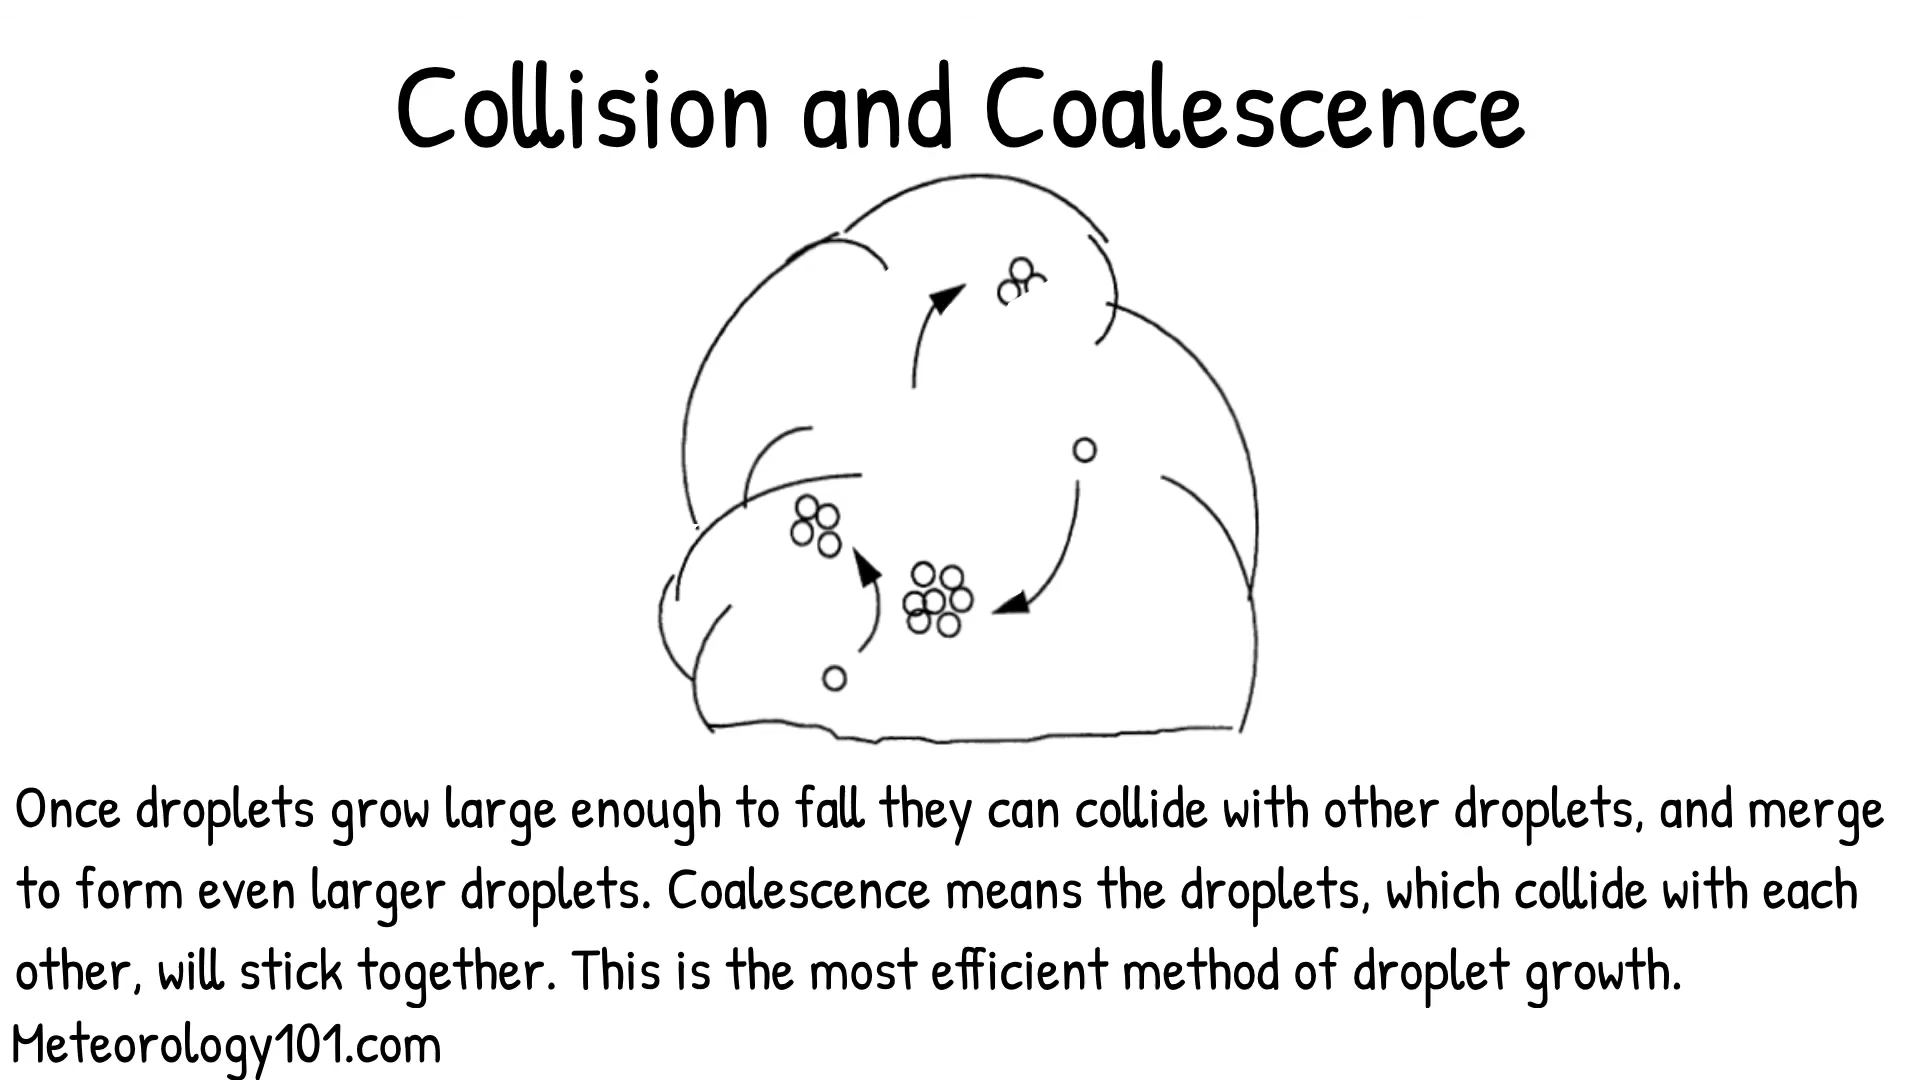 Collision and Coalescence
Once droplets grow large enough to fall they can collide with other droplets, and merge
to form even larger droplets. Coalescence means the droplets, which collide with each
other, will stick together. This is the most efficient method of droplet growth.
Meteorology101.com